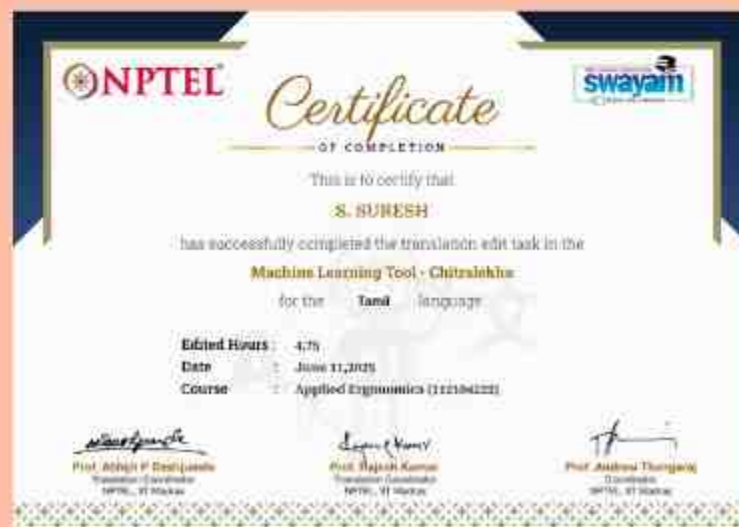 NPTEL
swayam
Certificate
OF COMPLETION
This is to certify that
S. SURESH
has successfully completed the translation edit task in the
Machine Learning Tool - Chitralekha
for the Tamil language
Edited Hours : 4.75
Date : June 11,2025
Course : Applied Ergonomics
Prof. Abhijit P Deshpande
Prof. Rajesh Kumar
Prof. Andrew Thangaraj
Translation Coordinator
Translation Coordinator
Coordinator
NPTEL, IIT Madras
NPTEL, IIT Madras
NPTEL, IIT Madras